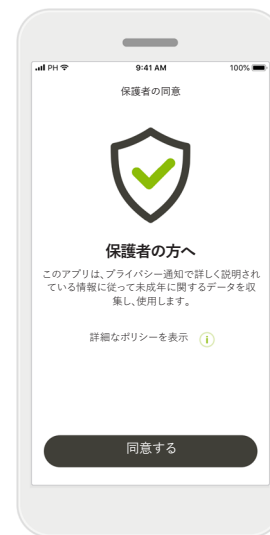 PH 9:41 AM 100%
保護者の同意
保護者の方へ
このアプリは、プライバシー通知で詳しく説明され
ている情報に従って未成年に関するデータを収
集し、使用します。
詳細なポリシーを表示 i
同意する